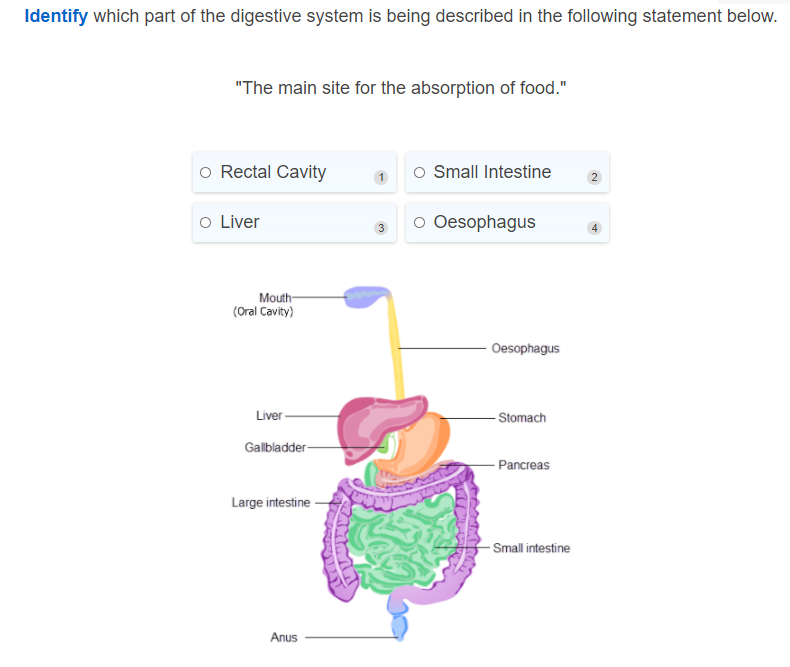 Identify which part of the digestive system is being described in the following statement below.
"The main site for the absorption of food."
Rectal Cavity 1
Small Intestine 2
Liver 3
Oesophagus 4
Mouth
(Oral Cavity)
Oesophagus
Liver
Stomach
Gallbladder
Pancreas
Large intestine
Small intestine
Anus